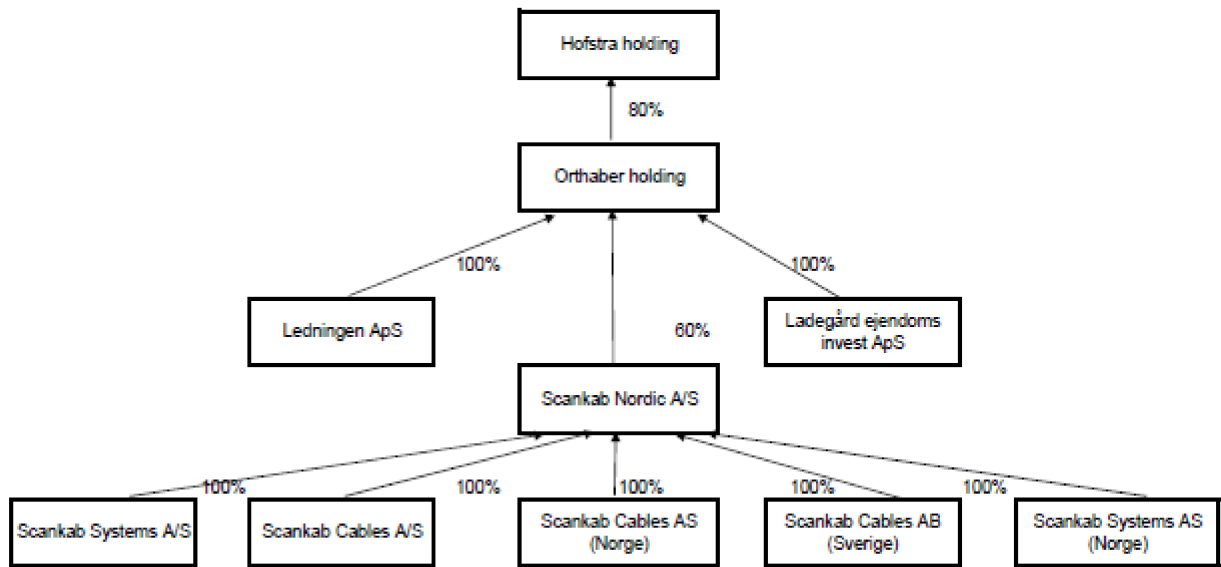 Hofstra holding
80%
Orthaber holding
100%
100%
Ledningen ApS
60%
Ladegård ejendoms
invest ApS
Scankab Nordic A/S
100%
100%
100%
100%
100%
Scankab Systems A/S
Scankab Cables A/S
Scankab Cables AS
(Norge)
Scankab Cables AB
(Sverige)
Scankab Systems AS
(Norge)